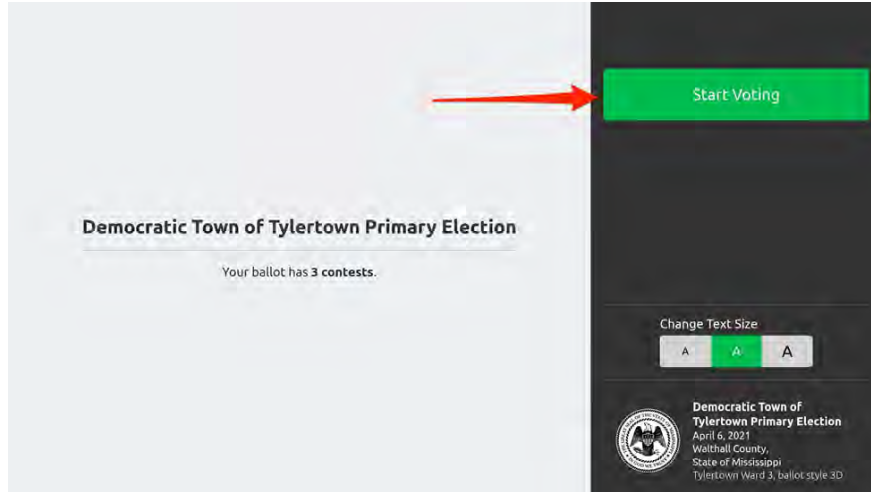 Start Voting
Democratic Town of Tylertown Primary Election
Your ballot has 3 contests.
Change Text Size
A A A
Democratic Town of
Tylertown Primary Election
April 6, 2021
Walthall County,
State of Mississippi
Tylertown Ward 3, ballot style 3D